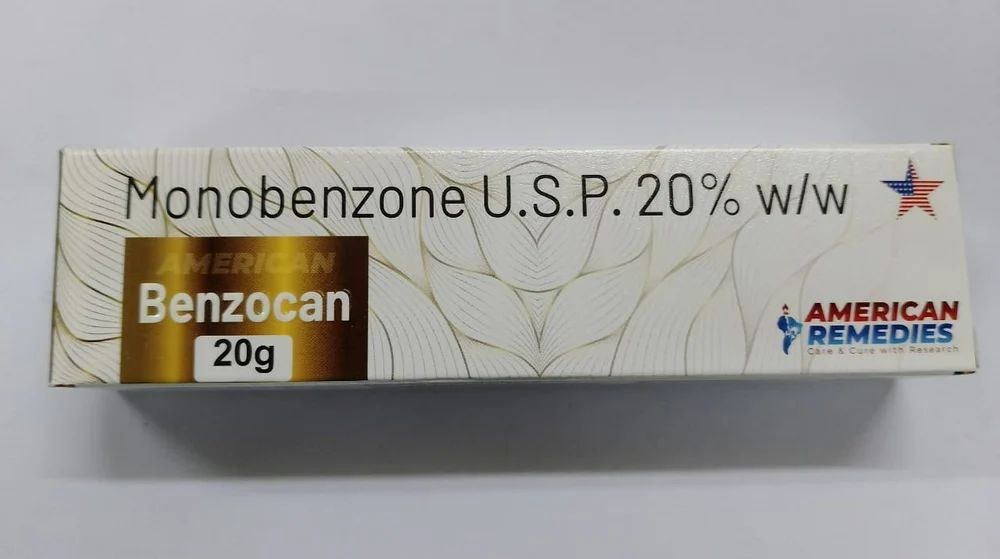 Monobenzone U.S.P. 20% w/w
AMERICAN
Benzocan
20g
AMERICAN
REMEDIES
Care & Cure with Research